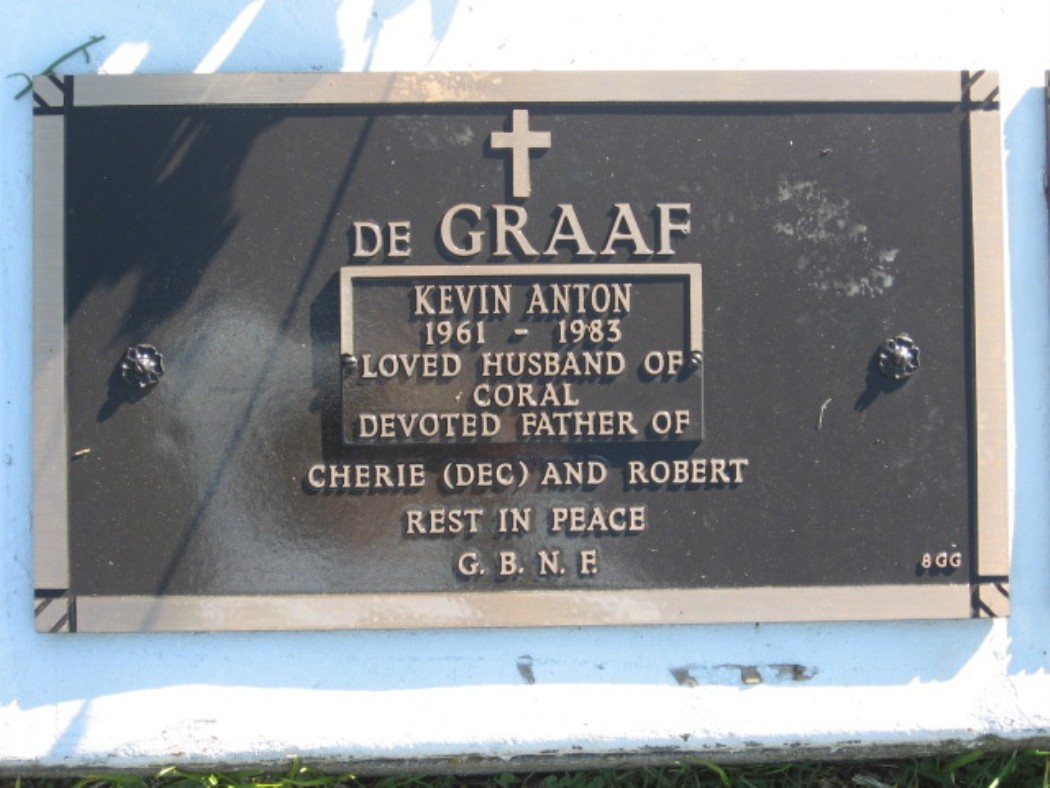 DE GRAAF
KEVIN ANTON
1961 - 1983
LOVED HUSBAND OF
CORAL
DEVOTED FATHER OF
CHERIE (DEC) AND ROBERT
REST IN PEACE
G. B. N. F.
8GG